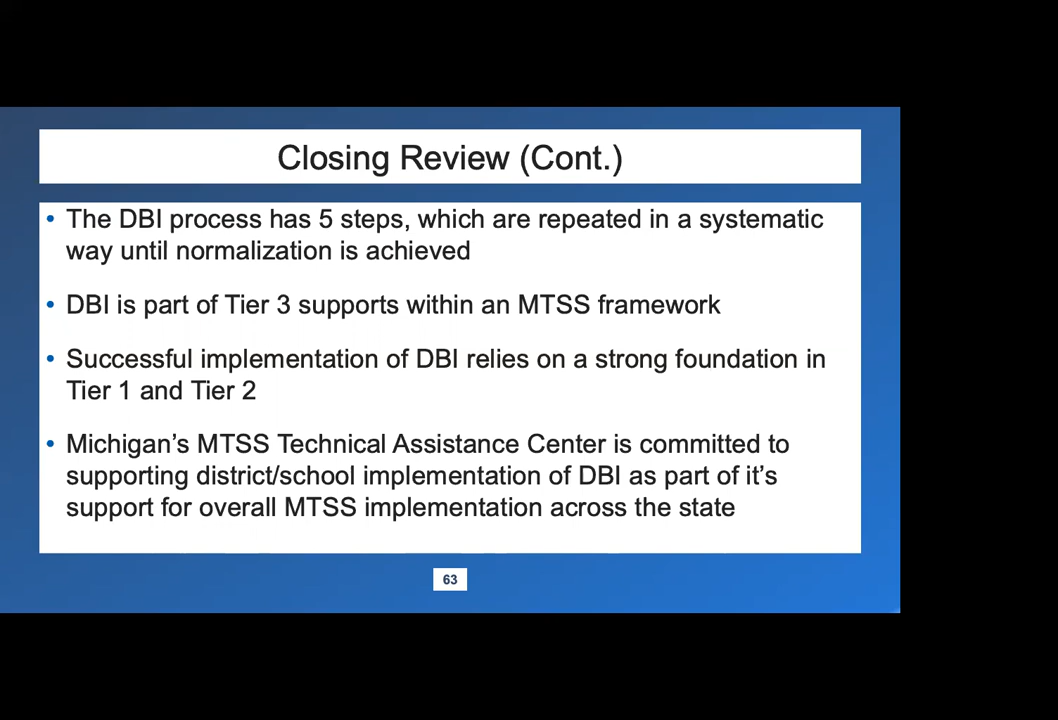 Closing Review (Cont.)
• The DBI process has 5 steps, which are repeated in a systematic
way until normalization is achieved
• DBI is part of Tier 3 supports within an MTSS framework
• Successful implementation of DBI relies on a strong foundation in
Tier 1 and Tier 2
• Michigan’s MTSS Technical Assistance Center is committed to
supporting district/school implementation of DBI as part of it’s
support for overall MTSS implementation across the state
63